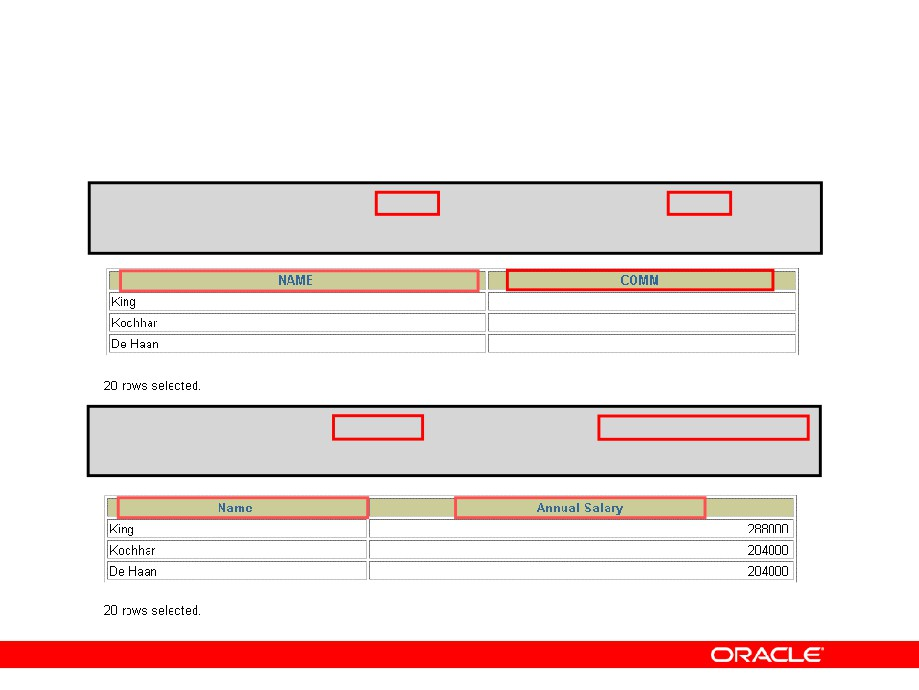 NAME COMM
King
Kochhar
De Haan
20 rows selected.
Name Annual Salary
King 288000
Kochhar 204000
De Haan 204000
20 rows selected.
ORACLE